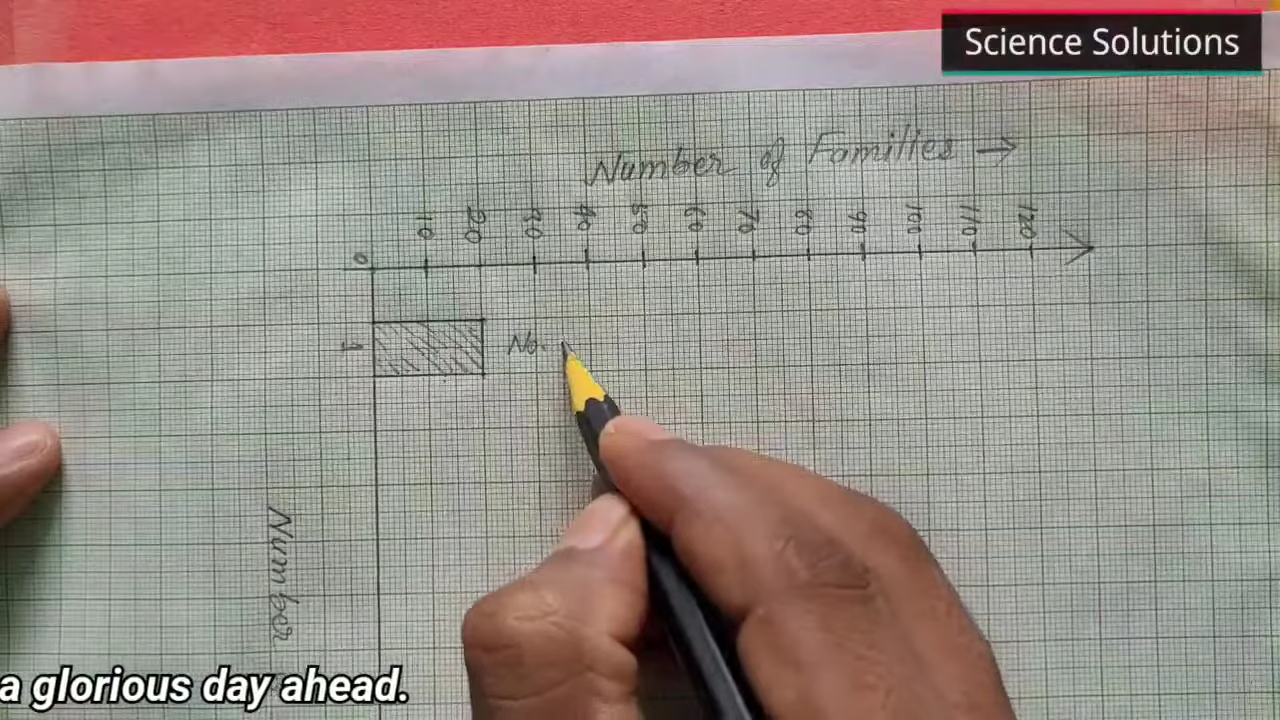 Science Solutions
Number of Families →
0 10 20 30 40 50 60 70 80 90 100 110 120
1
No.
Number
a glorious day ahead.